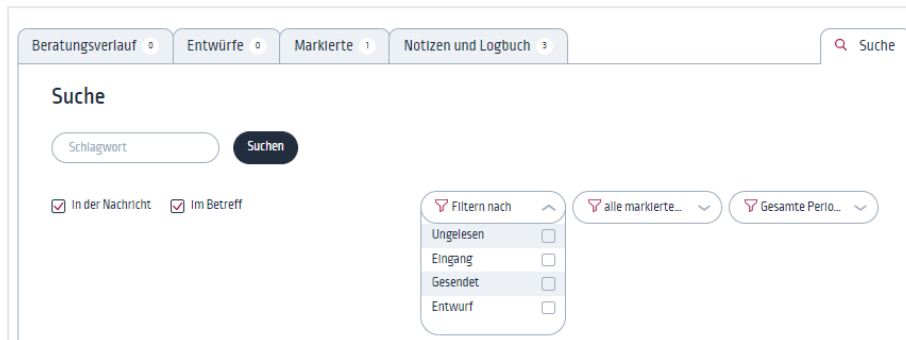 Beratungsverlauf 0 Entwürfe 0 Markierte 1 Notizen und Logbuch 3 Suche
Suche
Schlagwort Suchen
In der Nachricht Im Betreff Filtern nach alle markierte... Gesamte Perio...
Ungelesen
Eingang
Gesendet
Entwurf